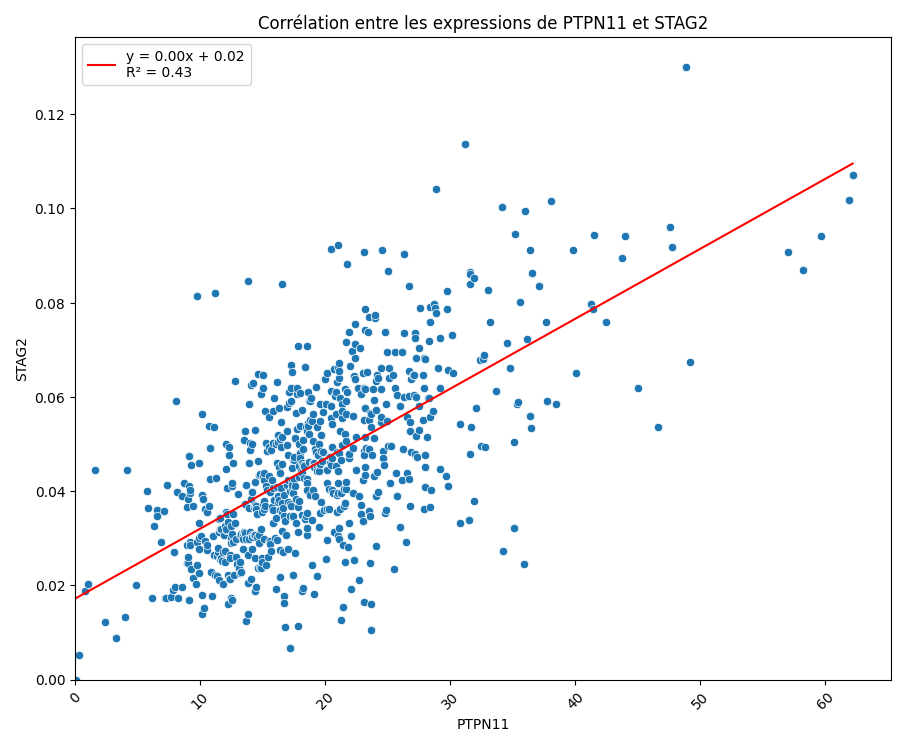 Corrélation entre les expressions de PTPN11 et STAG2
y = 0.00x + 0.02
R² = 0.43
0.12
0.10
0.08
0.06
0.04
0.02
0.00
STAG2
0
10
20
30
40
50
60
PTPN11